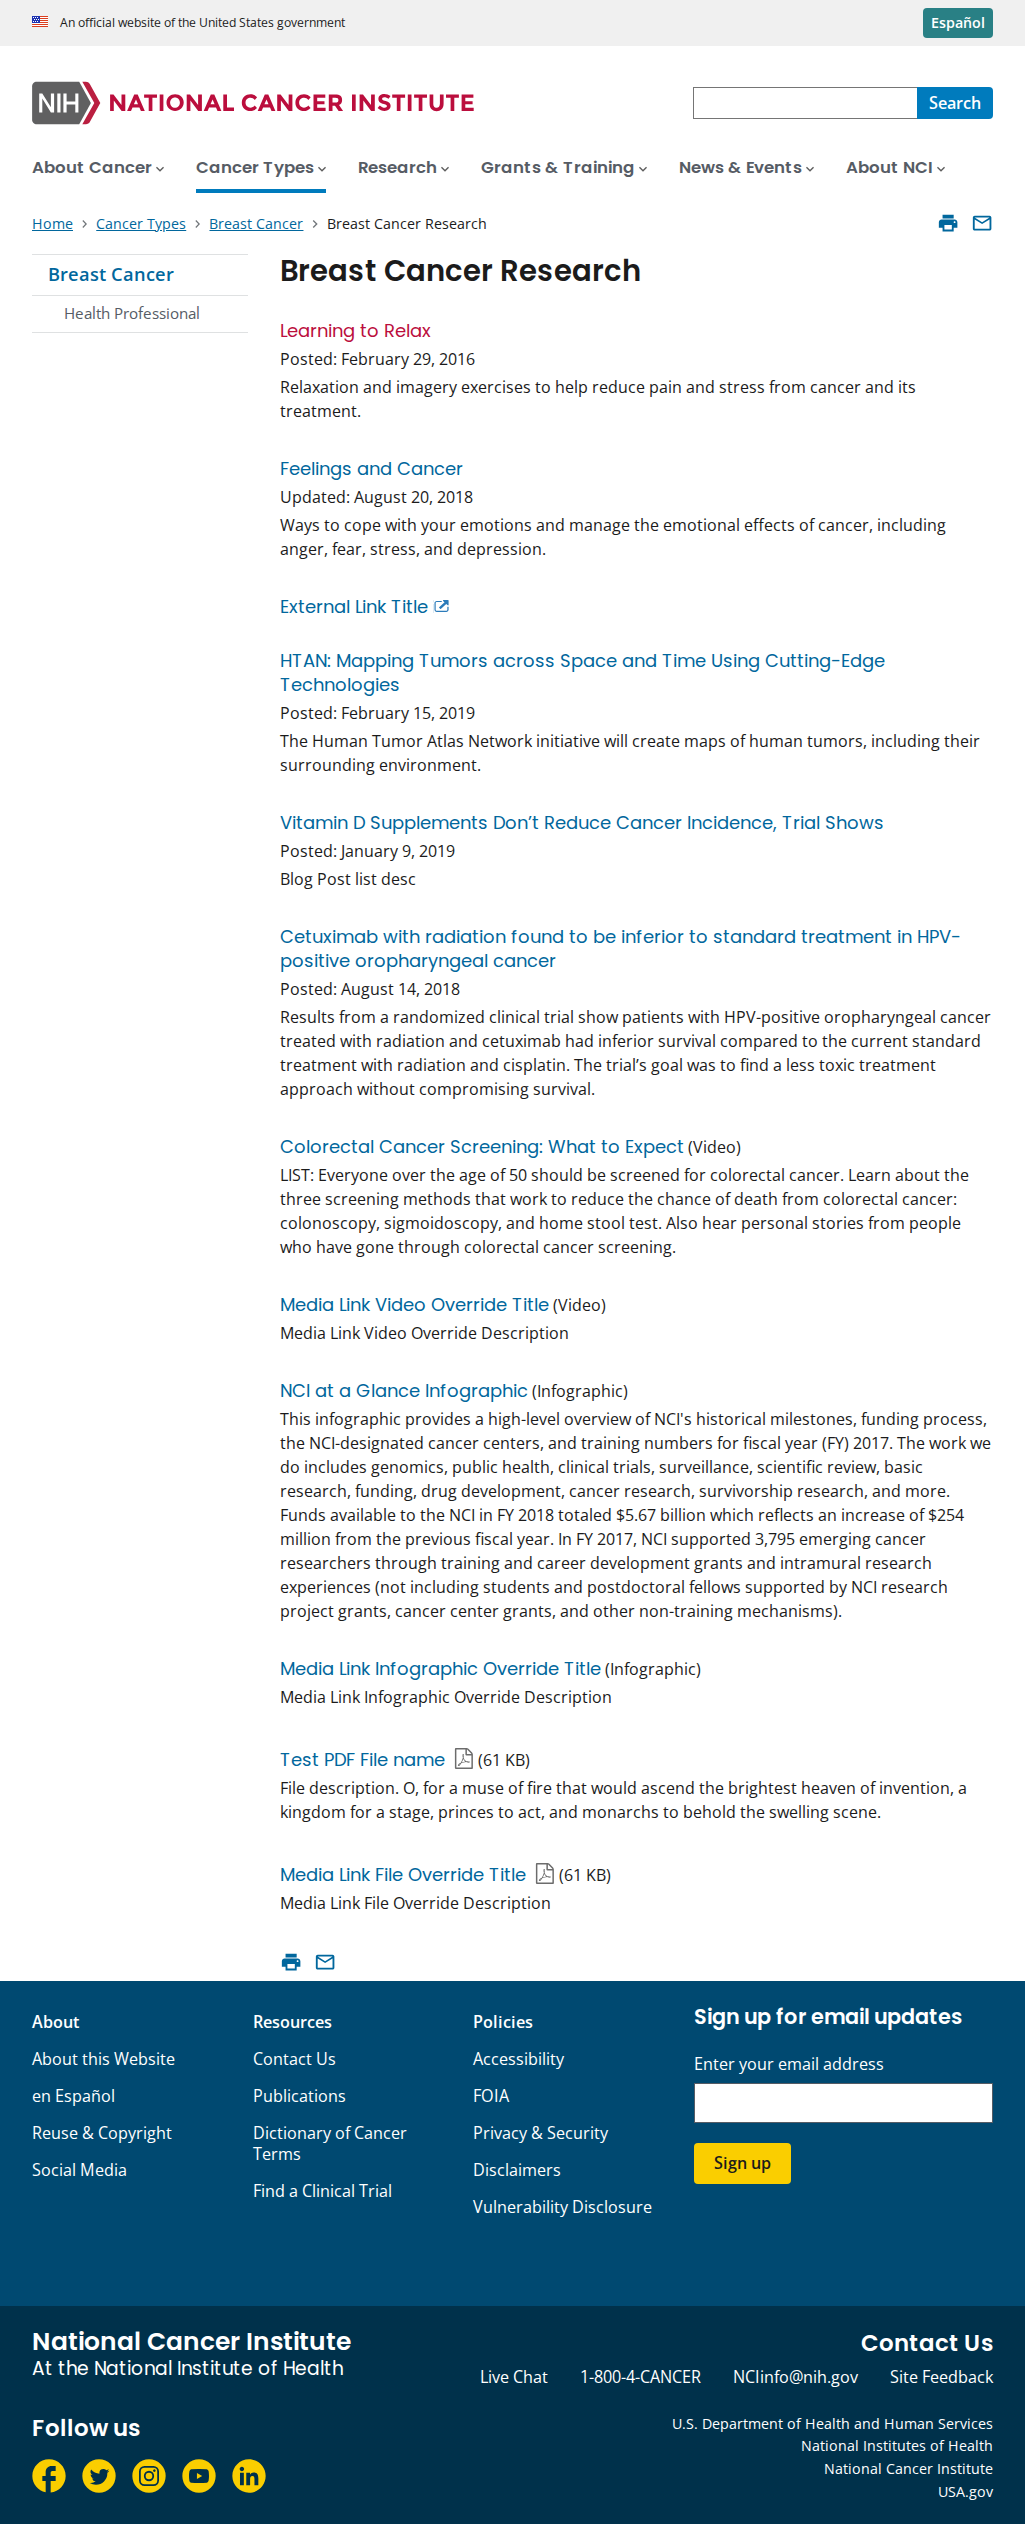 An official website of the United States government
Español
NIH NATIONAL CANCER INSTITUTE
Search
About Cancer Cancer Types Research Grants & Training News & Events About NCI
Home > Cancer Types > Breast Cancer > Breast Cancer Research
Breast Cancer
Health Professional
Breast Cancer Research
Learning to Relax
Posted: February 29, 2016
Relaxation and imagery exercises to help reduce pain and stress from cancer and its
treatment.
Feelings and Cancer
Updated: August 20, 2018
Ways to cope with your emotions and manage the emotional effects of cancer, including
anger, fear, stress, and depression.
External Link Title
HTAN: Mapping Tumors across Space and Time Using Cutting-Edge
Technologies
Posted: February 15, 2019
The Human Tumor Atlas Network initiative will create maps of human tumors, including their
surrounding environment.
Vitamin D Supplements Don’t Reduce Cancer Incidence, Trial Shows
Posted: January 9, 2019
Blog Post list desc
Cetuximab with radiation found to be inferior to standard treatment in HPV-
positive oropharyngeal cancer
Posted: August 14, 2018
Results from a randomized clinical trial show patients with HPV-positive oropharyngeal cancer
treated with radiation and cetuximab had inferior survival compared to the current standard
treatment with radiation and cisplatin. The trial’s goal was to find a less toxic treatment
approach without compromising survival.
Colorectal Cancer Screening: What to Expect (Video)
LIST: Everyone over the age of 50 should be screened for colorectal cancer. Learn about the
three screening methods that work to reduce the chance of death from colorectal cancer:
colonoscopy, sigmoidoscopy, and home stool test. Also hear personal stories from people
who have gone through colorectal cancer screening.
Media Link Video Override Title (Video)
Media Link Video Override Description
NCI at a Glance Infographic (Infographic)
This infographic provides a high-level overview of NCI's historical milestones, funding process,
the NCI-designated cancer centers, and training numbers for fiscal year (FY) 2017. The work we
do includes genomics, public health, clinical trials, surveillance, scientific review, basic
research, funding, drug development, cancer research, survivorship research, and more.
Funds available to the NCI in FY 2018 totaled $5.67 billion which reflects an increase of $254
million from the previous fiscal year. In FY 2017, NCI supported 3,795 emerging cancer
researchers through training and career development grants and intramural research
experiences (not including students and postdoctoral fellows supported by NCI research
project grants, cancer center grants, and other non-training mechanisms).
Media Link Infographic Override Title (Infographic)
Media Link Infographic Override Description
Test PDF File name (61 KB)
File description. O, for a muse of fire that would ascend the brightest heaven of invention, a
kingdom for a stage, princes to act, and monarchs to behold the swelling scene.
Media Link File Override Title (61 KB)
Media Link File Override Description
About
About this Website
en Español
Reuse & Copyright
Social Media
Resources
Contact Us
Publications
Dictionary of Cancer
Terms
Find a Clinical Trial
Policies
Accessibility
FOIA
Privacy & Security
Disclaimers
Vulnerability Disclosure
Sign up for email updates
Enter your email address
Sign up
National Cancer Institute
At the National Institute of Health
Follow us
Contact Us
Live Chat 1-800-4-CANCER NCIinfo@nih.gov Site Feedback
U.S. Department of Health and Human Services
National Institutes of Health
National Cancer Institute
USA.gov